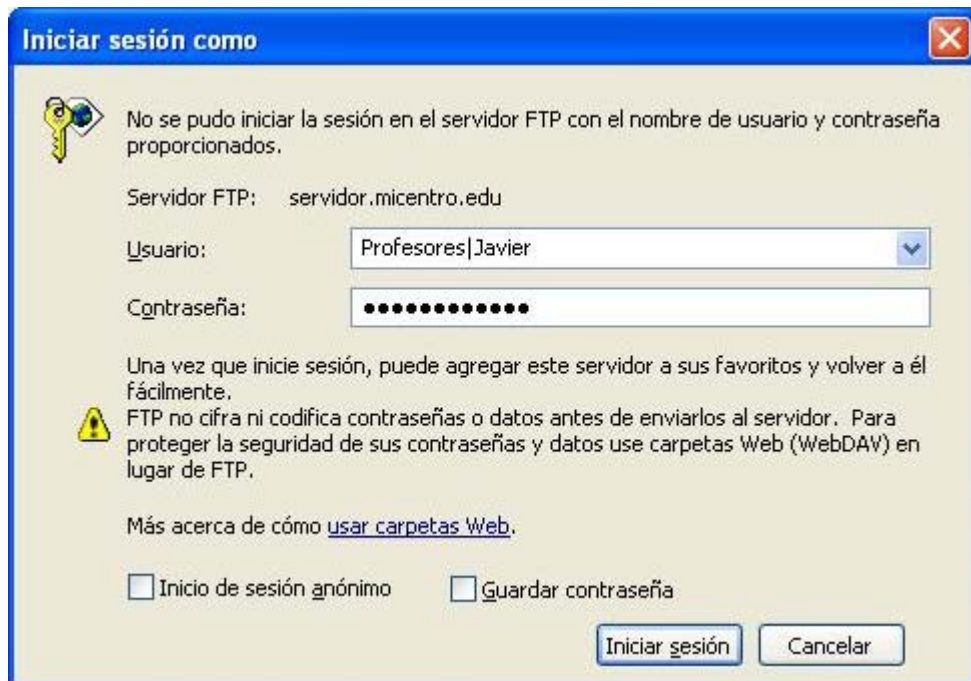 Iniciar sesión como
No se pudo iniciar la sesión en el servidor FTP con el nombre de usuario y contraseña
proporcionados.
Servidor FTP: servidor.micentro.edu
Usuario: Profesores|Javier
Contraseña: ●●●●●●●●●●●●
Una vez que inicie sesión, puede agregar este servidor a sus favoritos y volver a él
fácilmente.
FTP no cifra ni codifica contraseñas o datos antes de enviarlos al servidor. Para
proteger la seguridad de sus contraseñas y datos use carpetas Web (WebDAV) en
lugar de FTP.
Más acerca de cómo usar carpetas Web.
Inicio de sesión anónimo Guardar contraseña
Iniciar sesión Cancelar